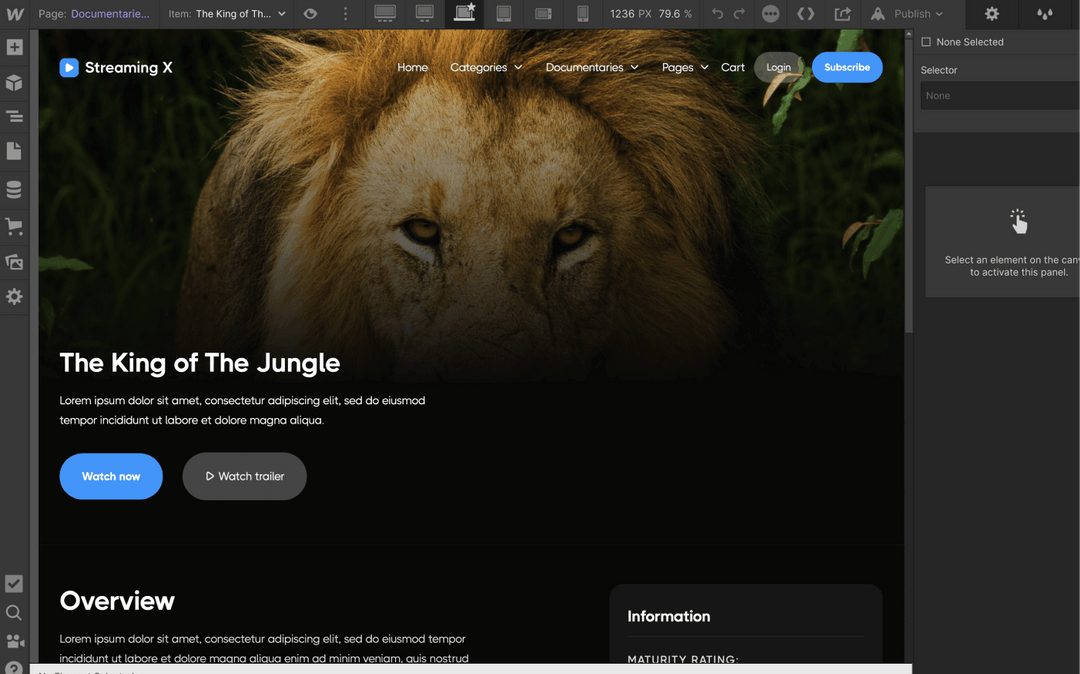 W
Page: Documentarie...
Item: The King of Th...
1236 PX 79.6 %
Publish
None Selected
Selector
None
Select an element on the can
to activate this panel.
Streaming X
Home
Categories
Documentaries
Pages
Cart
Login
Subscribe
The King of The Jungle
Lorem ipsum dolor sit amet, consectetur adipiscing elit, sed do eiusmod
tempor incididunt ut labore et dolore magna aliqua.
Watch now
Watch trailer
Overview
Lorem ipsum dolor sit amet, consectetur adipiscing elit, sed do eiusmod tempor
incididunt ut labore et dolore magna aliqua enim ad minim veniam, quis nostrud
Information
MATURITY RATING: